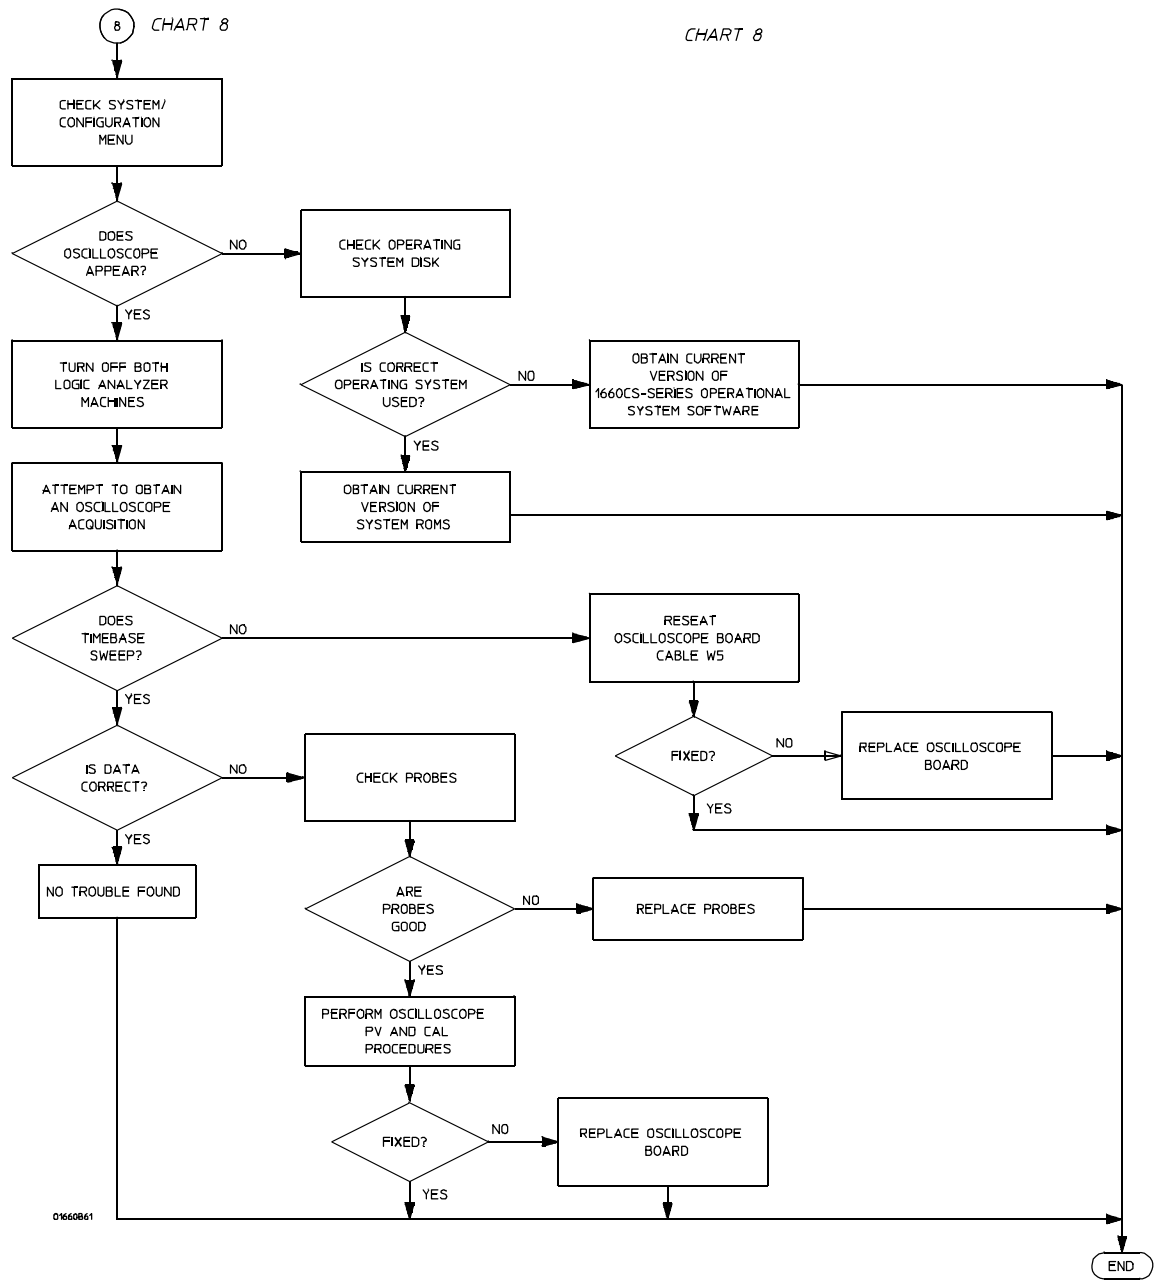 8
CHART 8
CHART 8
CHECK SYSTEM/
CONFIGURATION
MENU
DOES
OSCILLOSCOPE
APPEAR?
NO
CHECK OPERATING
SYSTEM DISK
YES
TURN OFF BOTH
LOGIC ANALYZER
MACHINES
IS CORRECT
OPERATING SYSTEM
USED?
NO
OBTAIN CURRENT
VERSION OF
1660CS-SERIES OPERATIONAL
SYSTEM SOFTWARE
YES
ATTEMPT TO OBTAIN
AN OSCILLOSCOPE
ACQUISITION
OBTAIN CURRENT
VERSION OF
SYSTEM ROMS
DOES
TIMEBASE
SWEEP?
NO
RESEAT
OSCILLOSCOPE BOARD
CABLE W5
YES
FIXED?
NO
REPLACE OSCILLOSCOPE
BOARD
YES
IS DATA
CORRECT?
NO
CHECK PROBES
YES
NO TROUBLE FOUND
ARE
PROBES
GOOD
NO
REPLACE PROBES
YES
PERFORM OSCILLOSCOPE
PV AND CAL
PROCEDURES
FIXED?
NO
REPLACE OSCILLOSCOPE
BOARD
YES
01660B61
END